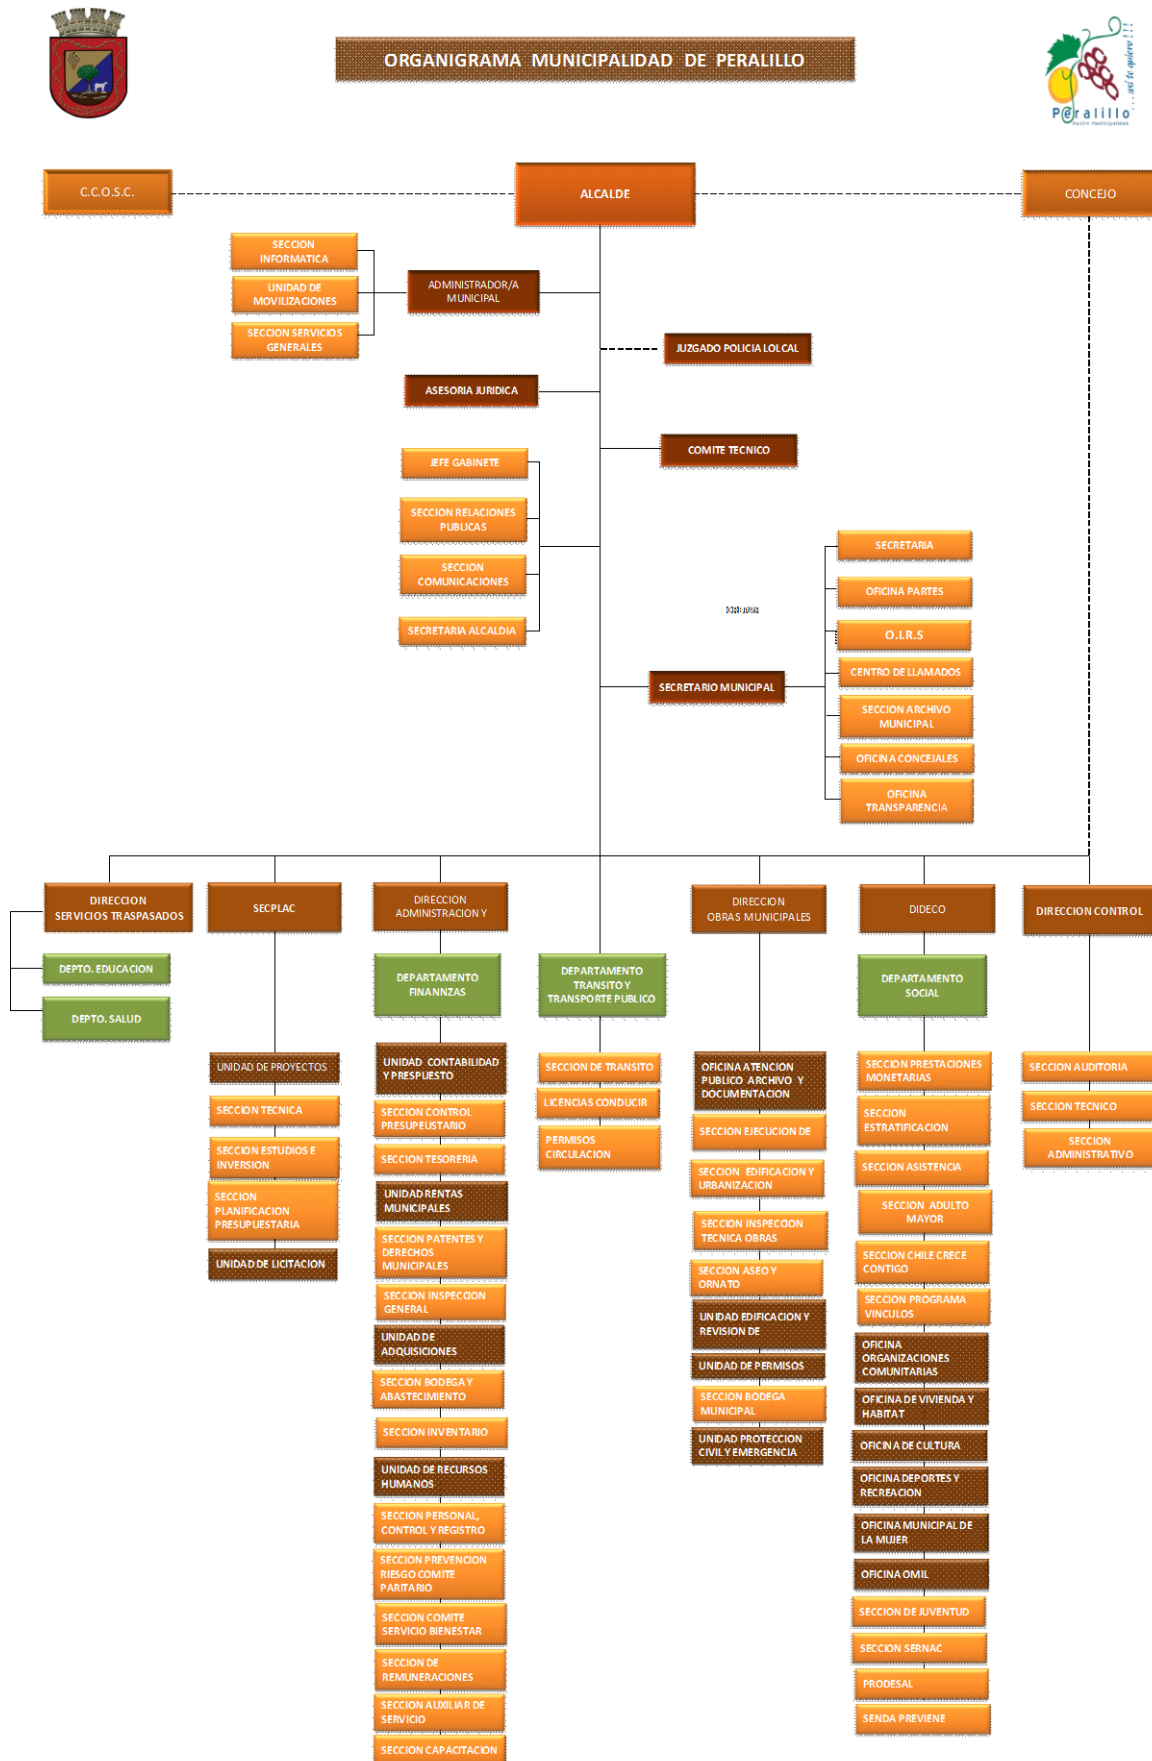 ORGANIGRAMA MUNICIPALIDAD DE PERALILLO
...así te quiero!!!
P@ralillo
ilustre municipalidad
C.C.O.S.C.
ALCALDE
CONCEJO
SECCION
INFORMATICA
UNIDAD DE
MOVILIZACIONES
SECCION SERVICIOS
GENERALES
ADMINISTRADOR/A
MUNICIPAL
JUZGADO POLICIA LOLCAL
ASESORIA JURIDICA
COMITE TECNICO
JEFE GABINETE
SECCION RELACIONES
PUBLICAS
SECCION
COMUNICACIONES
SECRETARIA ALCALDIA
SECRETARIO MUNICIPAL
SECRETARIA
OFICINA PARTES
O.I.R.S
CENTRO DE LLAMADOS
SECCION ARCHIVO
MUNICIPAL
OFICINA CONCEJALES
OFICINA
TRANSPARENCIA
DIRECCION
SERVICIOS TRASPASADOS
DEPTO. EDUCACION
DEPTO. SALUD
SECPLAC
UNIDAD DE PROYECTOS
SECCION TECNICA
SECCION ESTUDIOS E
INVERSION
SECCION
PLANIFICACION
PRESUPUESTARIA
UNIDAD DE LICITACION
DIRECCION
ADMINISTRACION Y
DEPARTAMENTO
FINANNZAS
UNIDAD CONTABILIDAD
Y PRESPUESTO
SECCION CONTROL
PRESUPEUSTARIO
SECCION TESORERIA
UNIDAD RENTAS
MUNICIPALES
SECCION PATENTES Y
DERECHOS
MUNICIPALES
SECCION INSPECCION
GENERAL
UNIDAD DE
ADQUISICIONES
SECCION BODEGA Y
ABASTECIMIENTO
SECCION INVENTARIO
UNIDAD DE RECURSOS
HUMANOS
SECCION PERSONAL,
CONTROL Y REGISTRO
SECCION PREVENCION
RIESGO COMITE
PARITARIO
SECCION COMITE
SERVICIO BIENESTAR
SECCION DE
REMUNERACIONES
SECCION AUXILIAR DE
SERVICIO
SECCION CAPACITACION
DEPARTAMENTO
TRANSITO Y
TRANSPORTE PUBLICO
SECCION DE TRANSITO
LICENCIAS CONDUCIR
PERMISOS
CIRCULACION
DIRECCION
OBRAS MUNICIPALES
OFICINA ATENCION
PUBLICO ARCHIVO Y
DOCUMENTACION
SECCION EJECUCION DE
SECCION EDIFICACION Y
URBANIZACION
SECCION INSPECCION
TECNICA OBRAS
SECCION ASEO Y
ORNATO
UNIDAD EDIFICACION Y
REVISION DE
UNIDAD DE PERMISOS
SECCION BODEGA
MUNICIPAL
UNIDAD PROTECCION
CIVIL Y EMERGENCIA
DIDECO
DEPARTAMENTO
SOCIAL
SECCION PRESTACIONES
MONETARIAS
SECCION
ESTRATIFICACION
SECCION ASISTENCIA
SECCION ADULTO
MAYOR
SECCION CHILE CRECE
CONTIGO
SECCION PROGRAMA
VINCULOS
OFICINA
ORGANIZACIONES
COMUNITARIAS
OFICINA DE VIVIENDA Y
HABITAT
OFICINA DE CULTURA
OFICINA DEPORTES Y
RECREACION
OFICINA MUNICIPAL DE
LA MUJER
OFICINA OMIL
SECCION DE JUVENTUD
SECCION SERNAC
PRODESAL
SENDA PREVIENE
DIRECCION CONTROL
SECCION AUDITORIA
SECCION TECNICO
SECCION
ADMINISTRATIVO